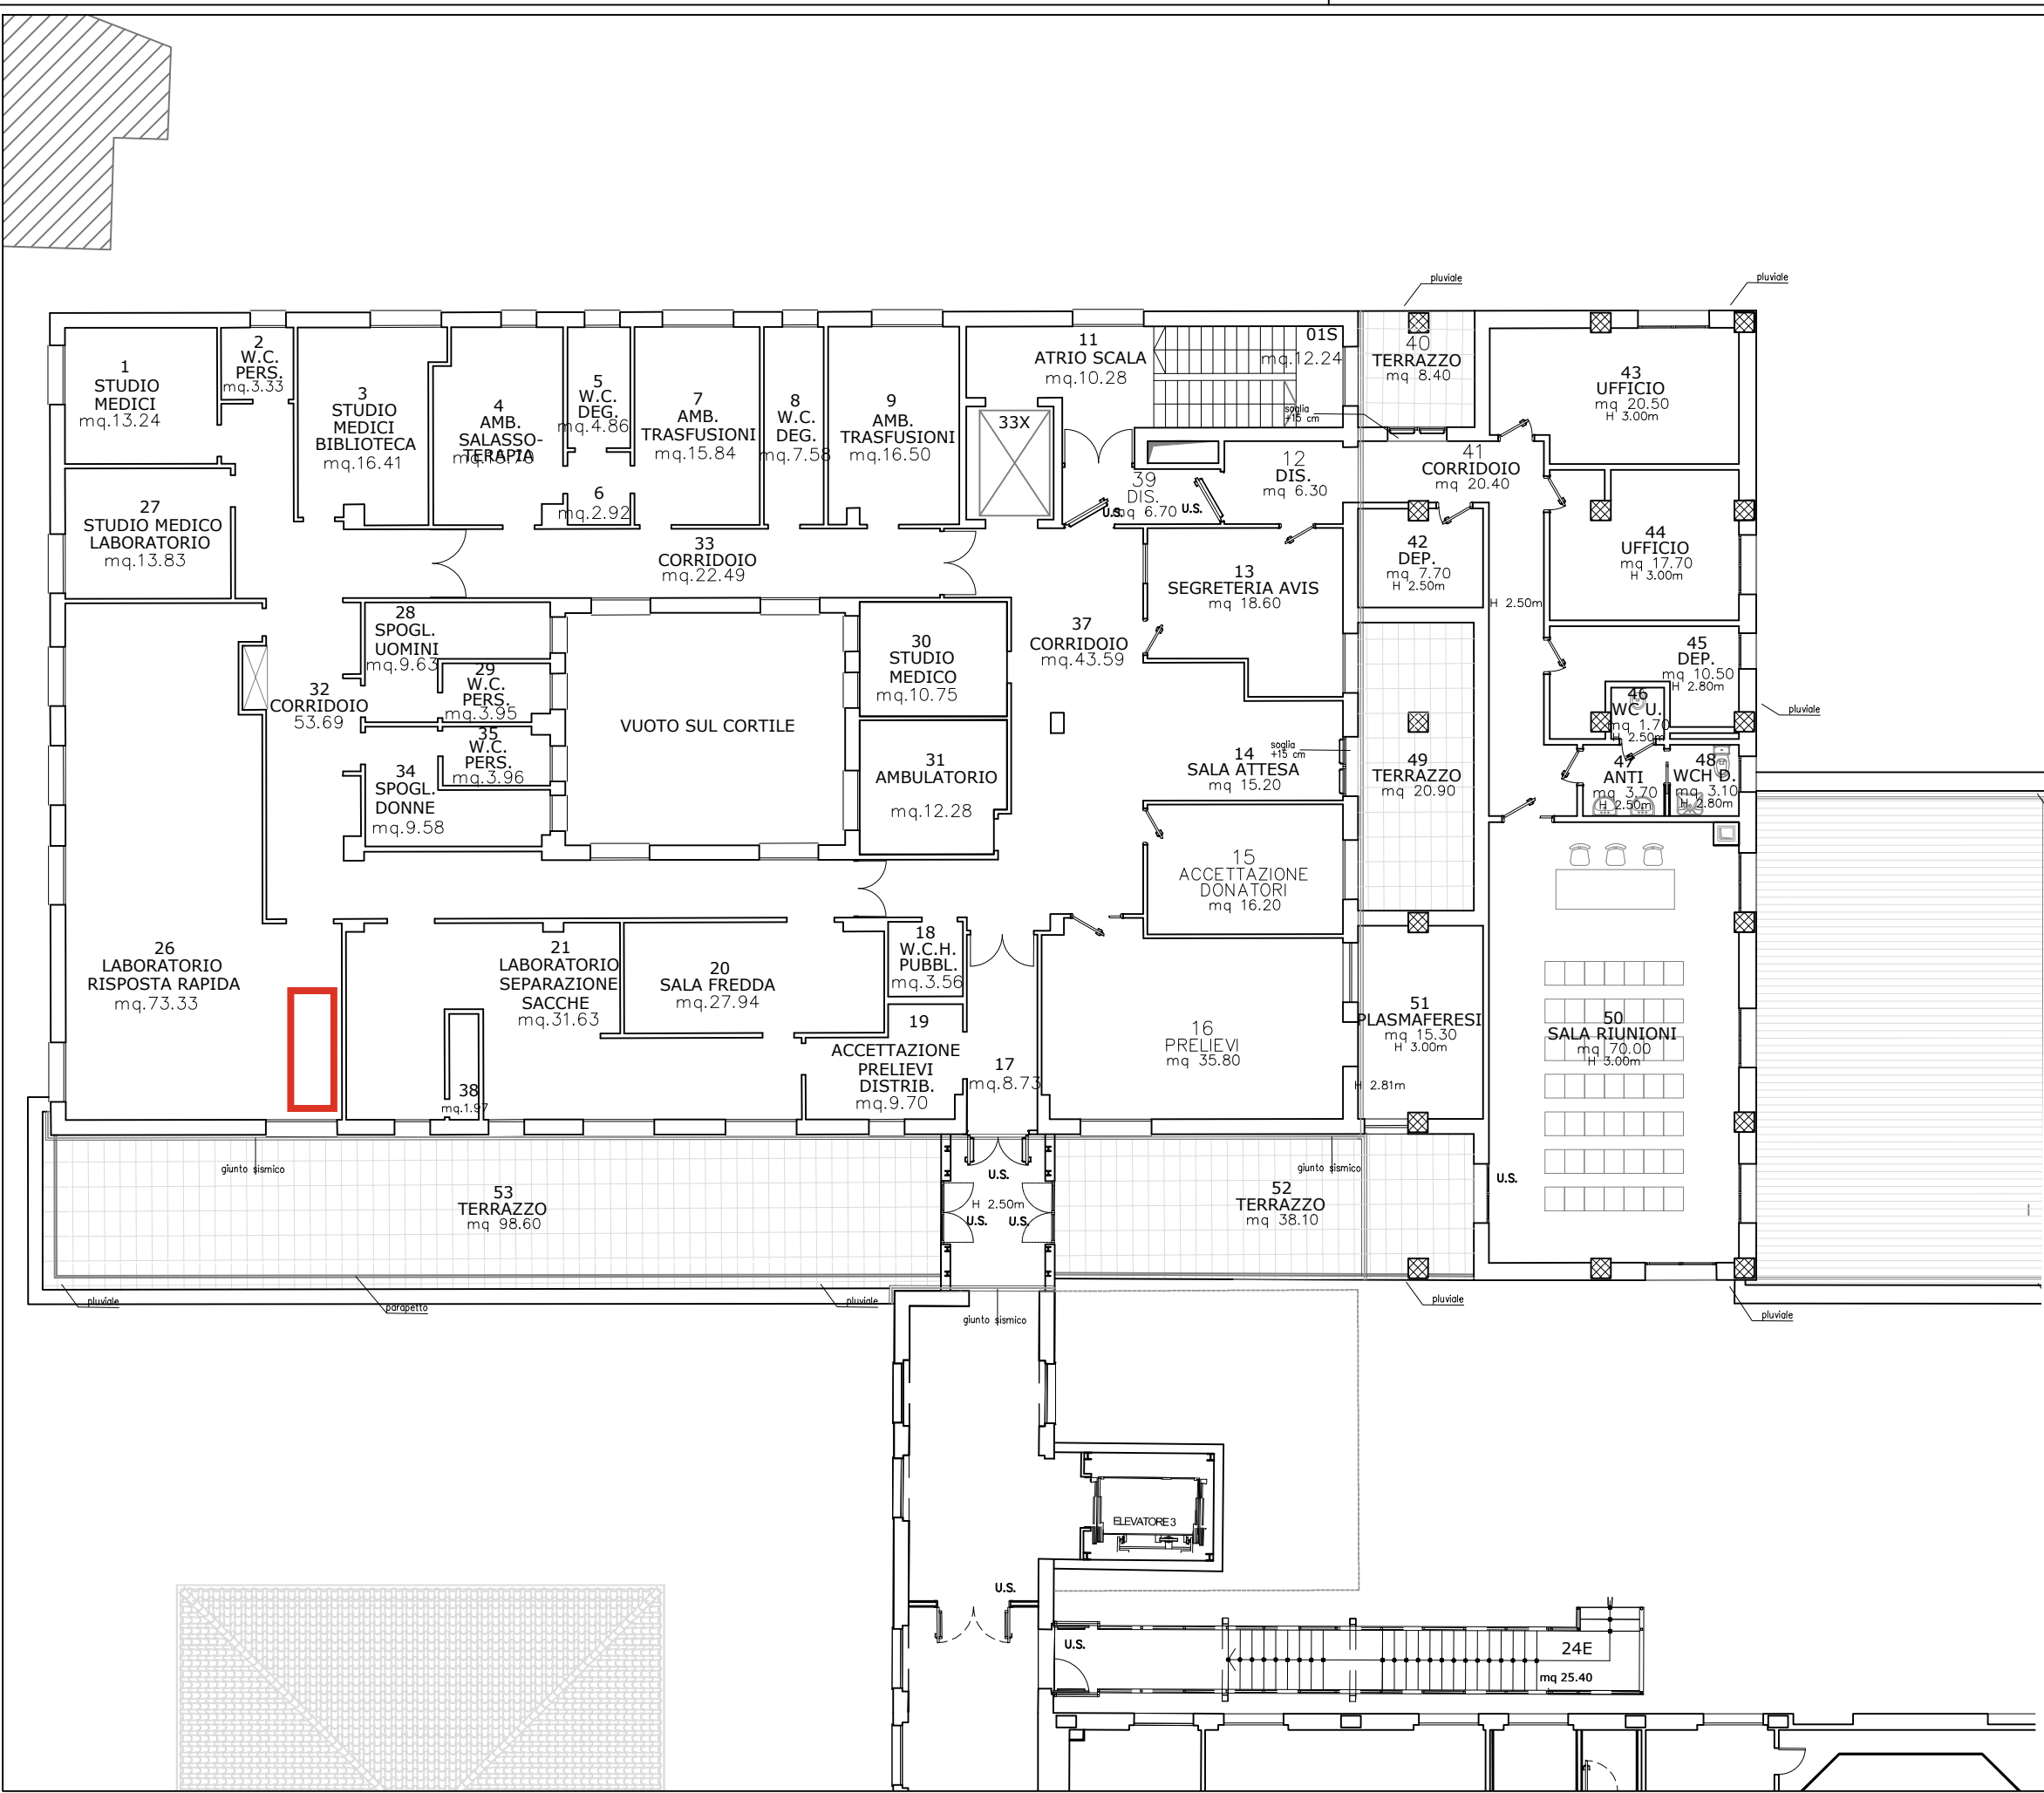 pluviale
pluviale
1
STUDIO
MEDICI
mq.13.24
2
W.C.
PERS.
mq.3.33
3
STUDIO
MEDICI
BIBLIOTECA
mq.16.41
4
AMB.
SALASSO-
TERAPIA
5
W.C.
DEG.
mq.4.86
6
mq.2.92
7
AMB.
TRASFUSIONI
mq.15.84
8
W.C.
DEG.
mq.7.58
9
AMB.
TRASFUSIONI
mq.16.50
11
ATRIO SCALA
mq.10.28
01S
mq.12.24
33X
40
TERRAZZO
mq 8.40
soglia
+15 cm
43
UFFICIO
mq 20.50
H 3.00m
12
DIS.
mq 6.30
39
DIS.
mq 6.70
U.S.
U.S.
41
CORRIDOIO
mq 20.40
27
STUDIO MEDICO
LABORATORIO
mq.13.83
33
CORRIDOIO
mq.22.49
42
DEP.
mq 7.70
H 2.50m
44
UFFICIO
mq 17.70
H 3.00m
13
SEGRETERIA AVIS
mq 18.60
H 2.50m
28
SPOGL.
UOMINI
mq.9.63
29
W.C.
PERS.
mq.3.95
30
STUDIO
MEDICO
mq.10.75
37
CORRIDOIO
mq.43.59
45
DEP.
mq 10.50
H 2.80m
32
CORRIDOIO
53.69
VUOTO SUL CORTILE
46
WC U.
mq 1.70
H 2.50m
pluviale
35
W.C.
PERS.
mq.3.96
34
SPOGL.
DONNE
mq.9.58
31
AMBULATORIO
mq.12.28
14
SALA ATTESA
mq 15.20
soglia
+15 cm
49
TERRAZZO
mq 20.90
47
ANTI
mq 3.70
H 2.50m
48
WCH D.
mq 3.10
H 2.80m
15
ACCETTAZIONE
DONATORI
mq 16.20
26
LABORATORIO
RISPOSTA RAPIDA
mq.73.33
21
LABORATORIO
SEPARAZIONE
SACCHE
mq.31.63
20
SALA FREDDA
mq.27.94
18
W.C.H.
PUBBL.
mq.3.56
19
ACCETTAZIONE
PRELIEVI
DISTRIB.
mq.9.70
17
mq.8.73
16
PRELIEVI
mq 35.80
51
PLASMAFERESI
mq 15.30
H 3.00m
H 2.81m
50
SALA RIUNIONI
mq 70.00
H 3.00m
38
mq.1.97
giunto sismico
53
TERRAZZO
mq 98.60
U.S.
H 2.50m
U.S.
U.S.
giunto sismico
52
TERRAZZO
mq 38.10
U.S.
pluviale
parapetto
pluviale
giunto sismico
pluviale
pluviale
ELEVATORE3
U.S.
U.S.
24E
mq 25.40